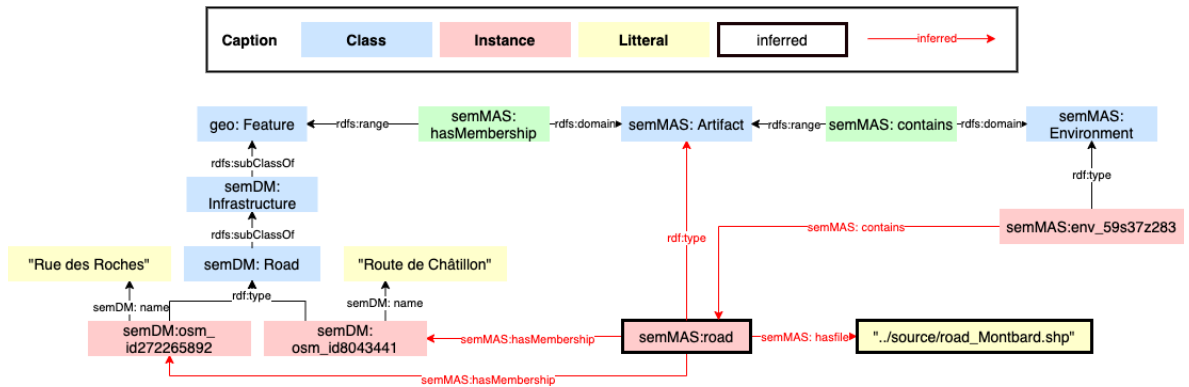 Caption
Class
Instance
Litteral
inferred
inferred
geo: Feature
rdfs:range
semMAS:
hasMembership
rdfs:domain
semMAS: Artifact
rdfs:range
semMAS: contains
rdfs:domain
semMAS:
Environment
rdfs:subClassOf
semDM:
Infrastructure
rdf:type
rdfs:subClassOf
rdf:type
semMAS: contains
semMAS:env_59s37z283
"Rue des Roches"
semDM: Road
"Route de Châtillon"
semDM: name
rdf:type
semDM: name
semDM:osm_
id272265892
semDM:
osm_id8043441
semMAS:hasMembership
semMAS:road
semMAS: hasfile
"../source/road_Montbard.shp"
semMAS:hasMembership